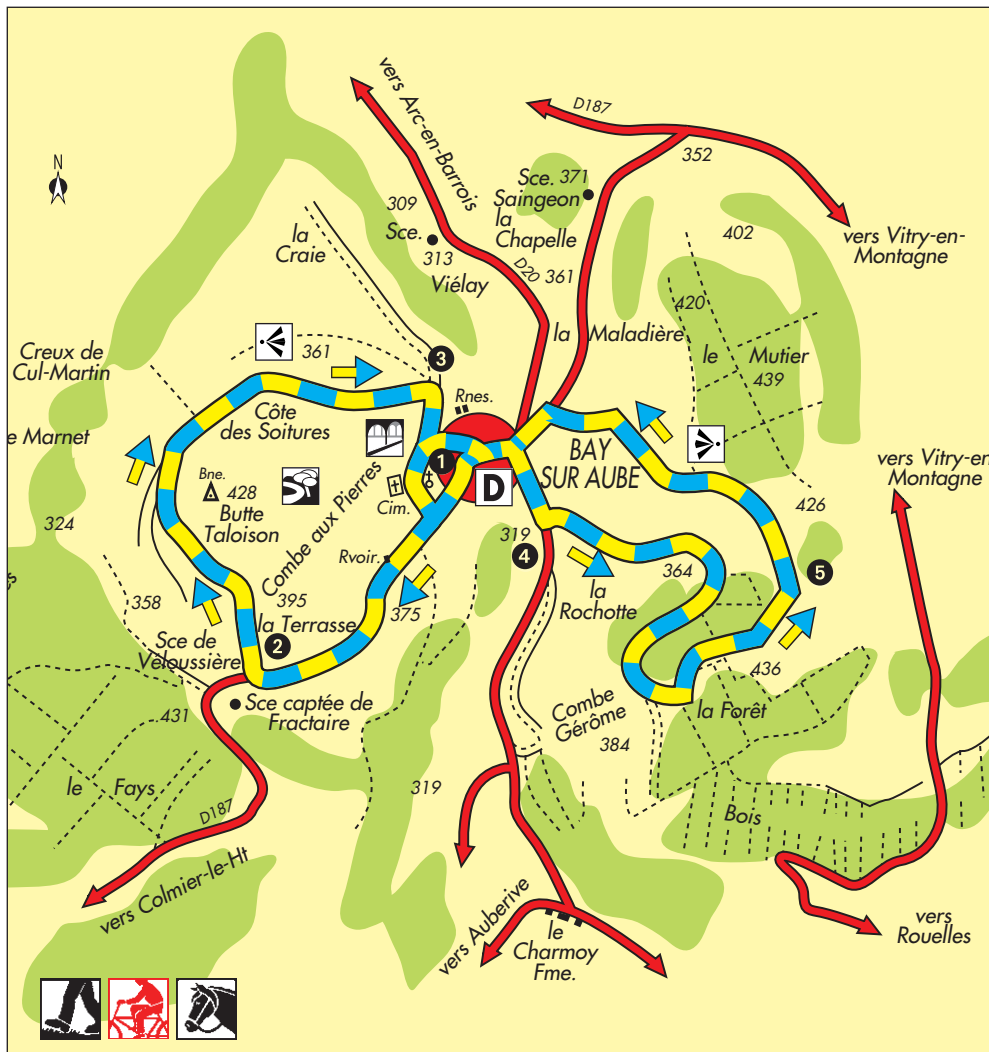 D187
352
vers Arc-en-Barrois
N
Sce. 371
Saingeon
la
Chapelle
309
Sce.
313
Viélay
D20
361
402
vers Vitry-en-
Montagne
la
Craie
420
la Maladière
le Mutier
439
361
3
Creux de
Cul-Martin
Rnes.
Côte
des Soitures
e Marnet
BAY
SUR AUBE
vers Vitry-en-
Montagne
1
D
Bne.
428
Butte
Taloison
Cim.
Combe aux Pierres
426
324
319
4
Rvoir.
364
5
la
Rochotte
358
395
375
la Terrasse
2
Sce de
Véloussière
436
431
Sce captée de
Fractaire
la Forêt
Combe
Gérôme
384
le Fays
319
D187
Bois
vers Colmier-le-Ht
vers Auberive
le
Charmoy
Fme.
vers
Rouelles